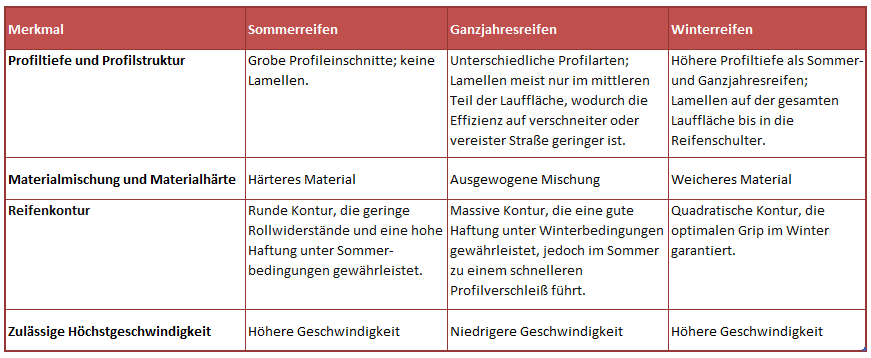 Merkmal Sommerreifen Ganzjahresreifen Winterreifen
Profiltiefe und Profilstruktur
Grobe Profileinschnitte; keine
Lamellen.
Unterschiedliche Profilarten;
Lamellen meist nur im mittleren
Teil der Lauffläche, wodurch die
Effizienz auf verschneiter oder
vereister Straße geringer ist.
Höhere Profiltiefe als Sommer-
und Ganzjahresreifen;
Lamellen auf der gesamten
Lauffläche bis in die
Reifenschulter.
Materialmischung und Materialhärte
Härteres Material
Ausgewogene Mischung
Weicheres Material
Reifenkontur
Runde Kontur, die geringe
Rollwiderstände und eine hohe
Haftung unter Sommer-
bedingungen gewährleistet.
Massive Kontur, die eine gute
Haftung unter Winterbedingungen
gewährleistet, jedoch im Sommer
zu einem schnelleren
Profilverschleiß führt.
Quadratische Kontur, die
optimalen Grip im Winter
garantiert.
Zulässige Höchstgeschwindigkeit
Höhere Geschwindigkeit
Niedrigere Geschwindigkeit
Höhere Geschwindigkeit